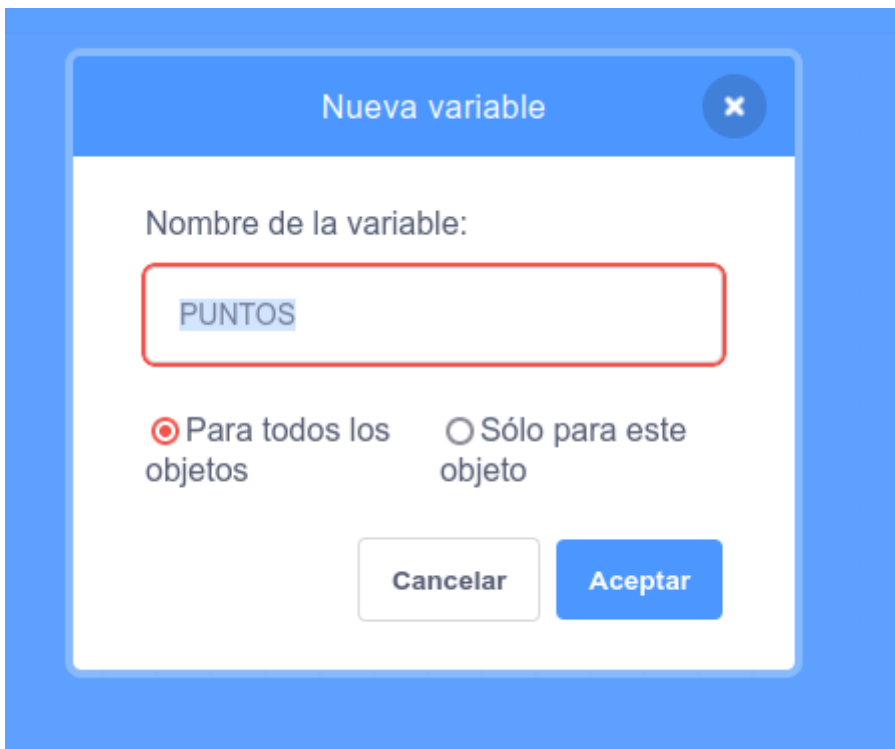 Nueva variable
Nombre de la variable:
PUNTOS
Para todos los
objetos
Sólo para este
objeto
Cancelar
Aceptar